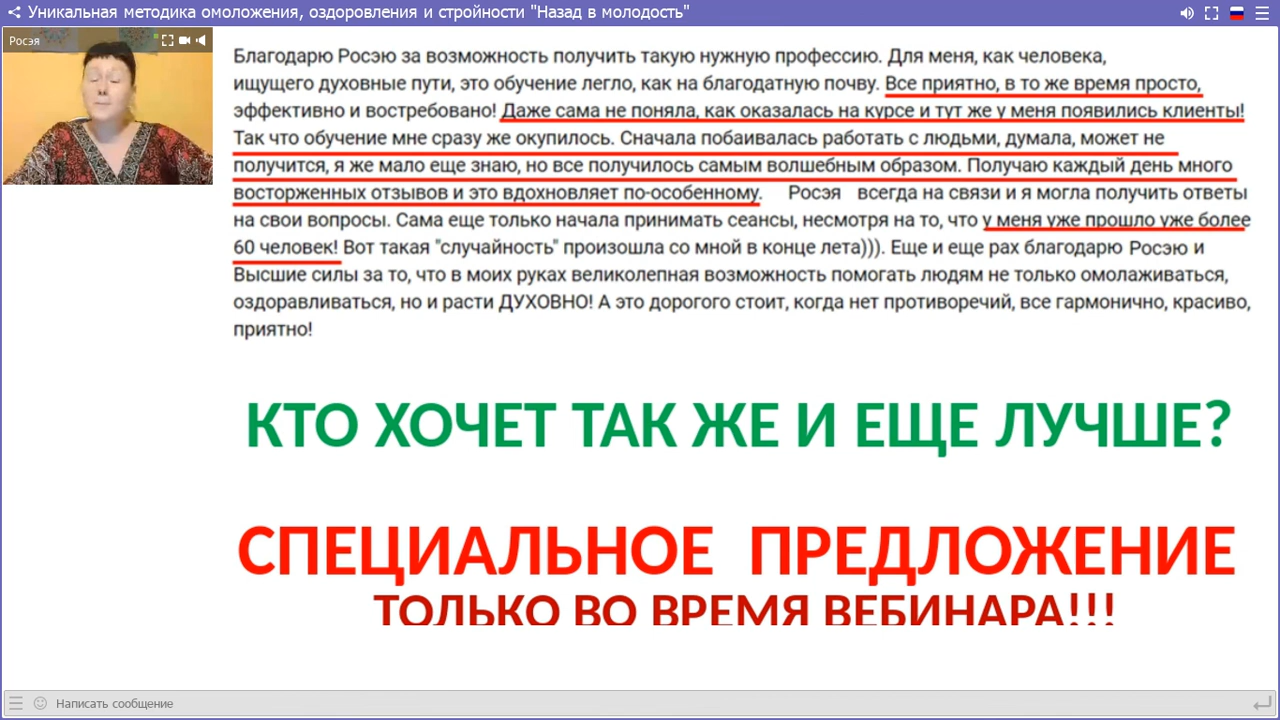 Уникальная методика омоложения, оздоровления и стройности "Назад в молодость"
Росэя
Благодарю Росэю за возможность получить такую нужную профессию. Для меня, как человека,
ищущего духовные пути, это обучение легло, как на благодатную почву. Все приятно, в то же время просто,
эффективно и востребовано! Даже сама не поняла, как оказалась на курсе и тут же у меня появились клиенты!
Так что обучение мне сразу же окупилось. Сначала побаивалась работать с людьми, думала, может не
получится, я же мало еще знаю, но все получилось самым волшебным образом. Получаю каждый день много
восторженных отзывов и это вдохновляет по-особенному. Росэя всегда на связи и я могла получить ответы
на свои вопросы. Сама еще только начала принимать сеансы, несмотря на то, что у меня уже прошло уже более
60 человек! Вот такая "случайность" произошла со мной в конце лета))). Еще и еще рах благодарю Росэю и
Высшие силы за то, что в моих руках великолепная возможность помогать людям не только омолаживаться,
оздоравливаться, но и расти ДУХОВНО! А это дорогого стоит, когда нет противоречий, все гармонично, красиво,
приятно!
КТО ХОЧЕТ ТАК ЖЕ И ЕЩЕ ЛУЧШЕ?
СПЕЦИАЛЬНОЕ ПРЕДЛОЖЕНИЕ
ТОЛЬКО ВО ВРЕМЯ ВЕБИНАРА!!!
Написать сообщение